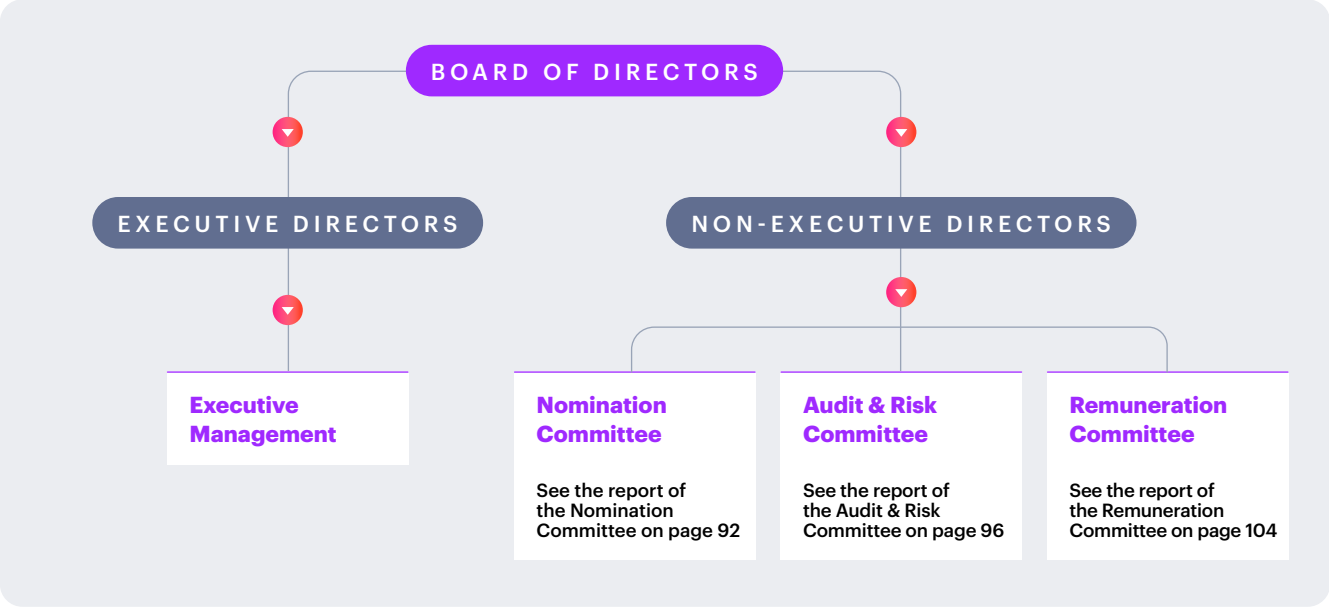 BOARD OF DIRECTORS
EXECUTIVE DIRECTORS
NON-EXECUTIVE DIRECTORS
Executive
Management
Nomination
Committee
See the report of
the Nomination
Committee on page 92
Audit & Risk
Committee
See the report of
the Audit & Risk
Committee on page 96
Remuneration
Committee
See the report of
the Remuneration
Committee on page 104